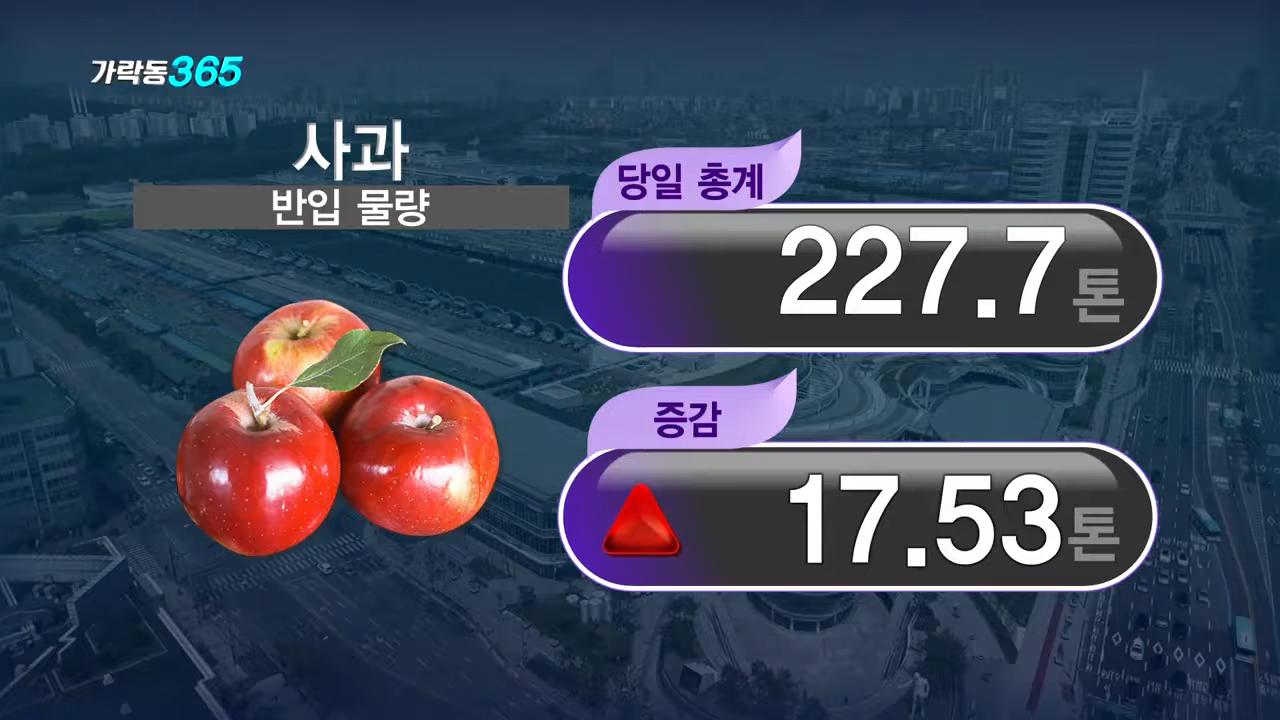 가락동365
사과
반입 물량
당일 총계
227.7톤
증감
▲ 17.53톤